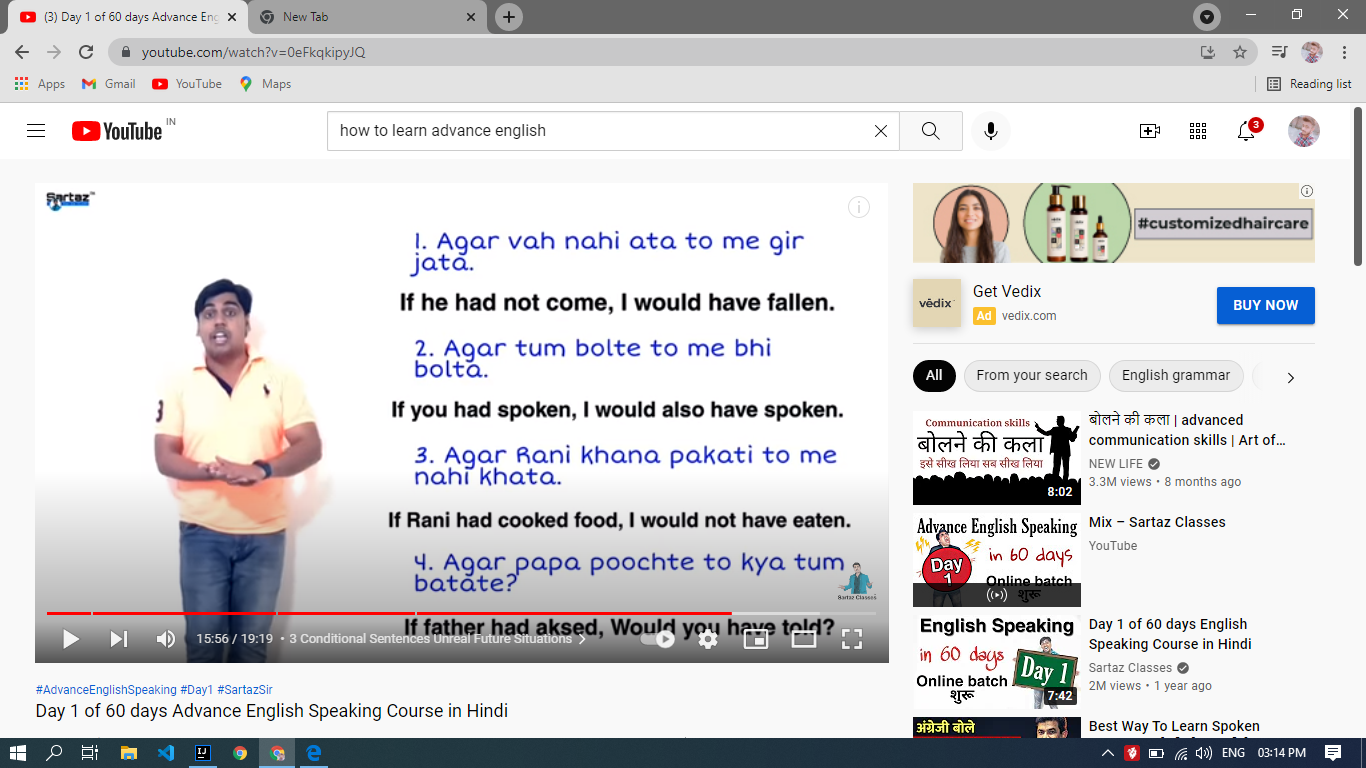 (3) Day 1 of 60 days Advance Eng
New Tab
youtube.com/watch?v=0eFkqkipyJQ
Apps
Gmail
YouTube
Maps
Reading list
YouTube IN
how to learn advance english
3
Sartaz
1. Agar vah nahi ata to me gir
jata.
If he had not come, I would have fallen.
2. Agar tum bolte to me bhi
bolta.
If you had spoken, I would also have spoken.
3. Agar Rani khana pakati to me
nahi khata.
If Rani had cooked food, I would not have eaten.
4. Agar papa poochte to kya tum
batate?
Sartaz Classes
If father had aksed, Would you have told?
3
15:56 / 19:19 • 3 Conditional Sentences Unreal Future Situations
#AdvanceEnglishSpeaking #Day1 #SartazSir
Day 1 of 60 days Advance English Speaking Course in Hindi
#customizedhaircare
vedix
Get Vedix
Ad vedix.com
BUY NOW
All
From your search
English grammar
Communication skills
बोलने की कला
इसे सीख लिया सब सीख लिया
8:02
बोलने की कला | advanced
communication skills | Art of…
NEW LIFE
3.3M views • 8 months ago
Advance English Speaking
in 60 days
Day
1
Online batch
शुरू
Mix – Sartaz Classes
YouTube
English Speaking
in 60 days
Online batch
शुरू
Day 1
7:42
Day 1 of 60 days English
Speaking Course in Hindi
Sartaz Classes
2M views • 1 year ago
अंग्रेजी बोले
Best Way To Learn Spoken
ENG
03:14 PM